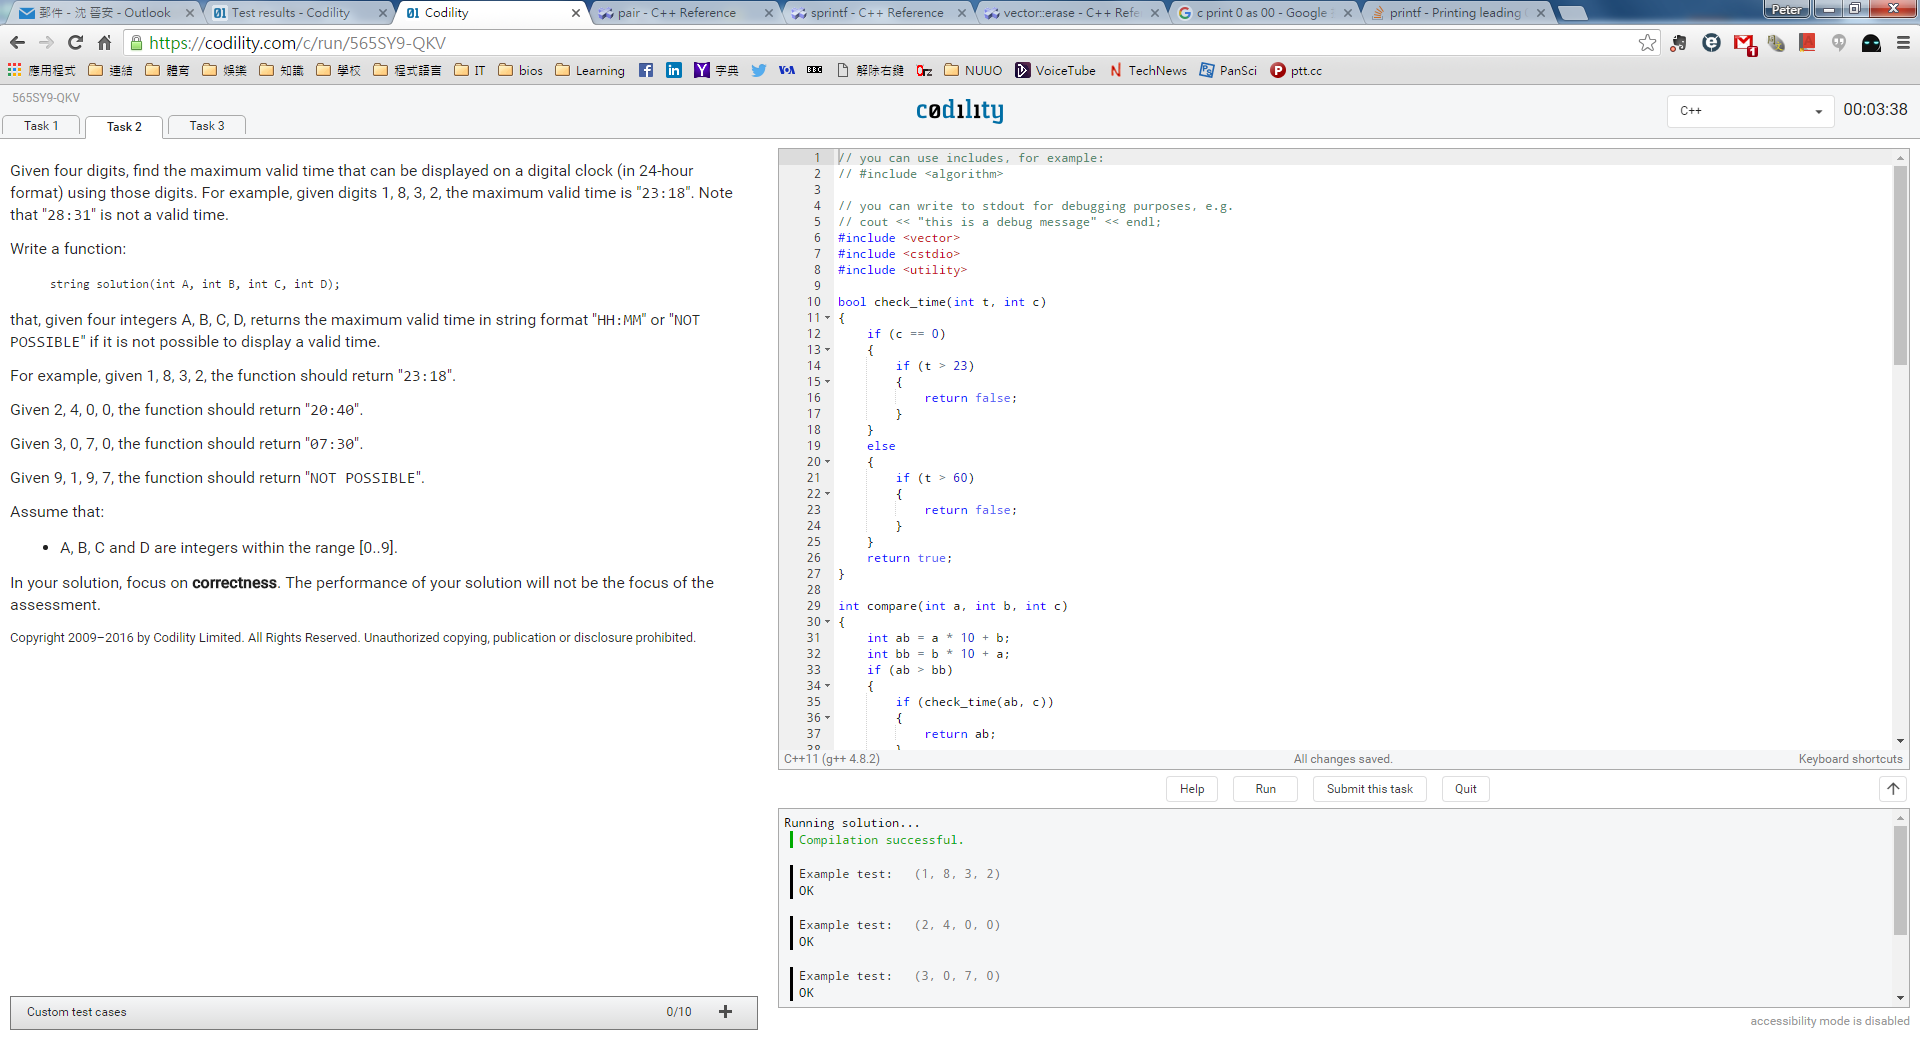 郵件 - 沈 晉安 - Outlook
Test results - Codility
Codility
pair - C++ Reference
sprintf - C++ Reference
vector::erase - C++ Refe
c print 0 as 00 - Google
printf - Printing leading
Peter
https://codility.com/c/run/565SY9-QKV
應用程式 連結 體育 娛樂 知識 學校 程式語言 IT bios Learning 字典 VOA BBC 解除右鍵 Orz NUUO VoiceTube TechNews PanSci ptt.cc
565SY9-QKV
codility
C++
00:03:38
Task 1
Task 2
Task 3
Given four digits, find the maximum valid time that can be displayed on a digital clock (in 24-hour
format) using those digits. For example, given digits 1, 8, 3, 2, the maximum valid time is "23:18". Note
that "28:31" is not a valid time.
Write a function:
string solution(int A, int B, int C, int D);
that, given four integers A, B, C, D, returns the maximum valid time in string format "HH:MM" or "NOT
POSSIBLE" if it is not possible to display a valid time.
For example, given 1, 8, 3, 2, the function should return "23:18".
Given 2, 4, 0, 0, the function should return "20:40".
Given 3, 0, 7, 0, the function should return "07:30".
Given 9, 1, 9, 7, the function should return "NOT POSSIBLE".
Assume that:
• A, B, C and D are integers within the range [0..9].
In your solution, focus on correctness. The performance of your solution will not be the focus of the
assessment.
Copyright 2009–2016 by Codility Limited. All Rights Reserved. Unauthorized copying, publication or disclosure prohibited.
Custom test cases 0/10 +
1 // you can use includes, for example:
2 // #include <algorithm>
3
4 // you can write to stdout for debugging purposes, e.g.
5 // cout << "this is a debug message" << endl;
6 #include <vector>
7 #include <cstdio>
8 #include <utility>
9
10 bool check_time(int t, int c)
11 {
12 if (c == 0)
13 {
14 if (t > 23)
15 {
16 return false;
17 }
18 }
19 else
20 {
21 if (t > 60)
22 {
23 return false;
24 }
25 }
26 return true;
27 }
28
29 int compare(int a, int b, int c)
30 {
31 int ab = a * 10 + b;
32 int bb = b * 10 + a;
33 if (ab > bb)
34 {
35 if (check_time(ab, c))
36 {
37 return ab;
38 }
C++11 (g++ 4.8.2)
All changes saved.
Keyboard shortcuts
Help
Run
Submit this task
Quit
Running solution...
Compilation successful.
Example test: (1, 8, 3, 2)
OK
Example test: (2, 4, 0, 0)
OK
Example test: (3, 0, 7, 0)
OK
accessibility mode is disabled